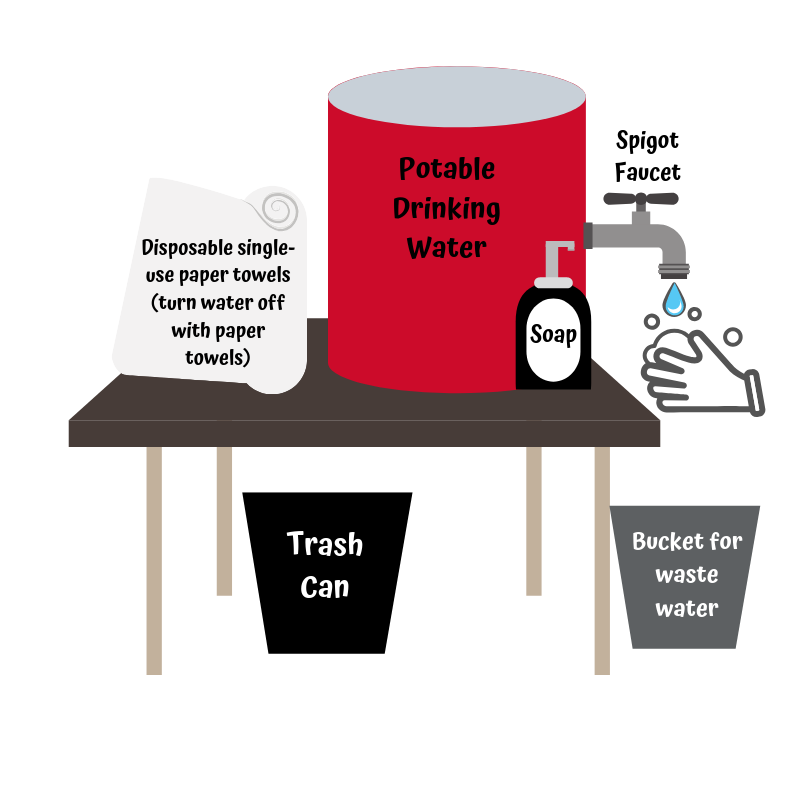 Spigot
Faucet
Potable
Drinking
Water
Disposable single-
use paper towels
(turn water off
with paper
towels)
Soap
Trash
Can
Bucket for
waste
water